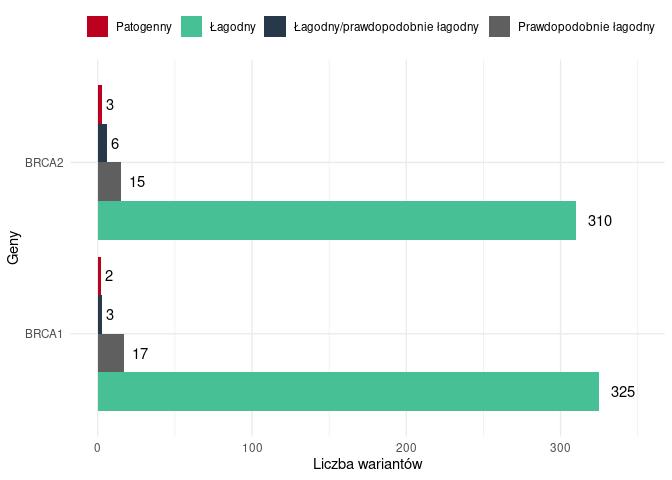 Patogenny Łagodny Łagodny/prawdopodobnie łagodny Prawdopodobnie łagodny
3
6
BRCA2
15
310
Geny
2
3
BRCA1
17
325
0 100 200 300
Liczba wariantów